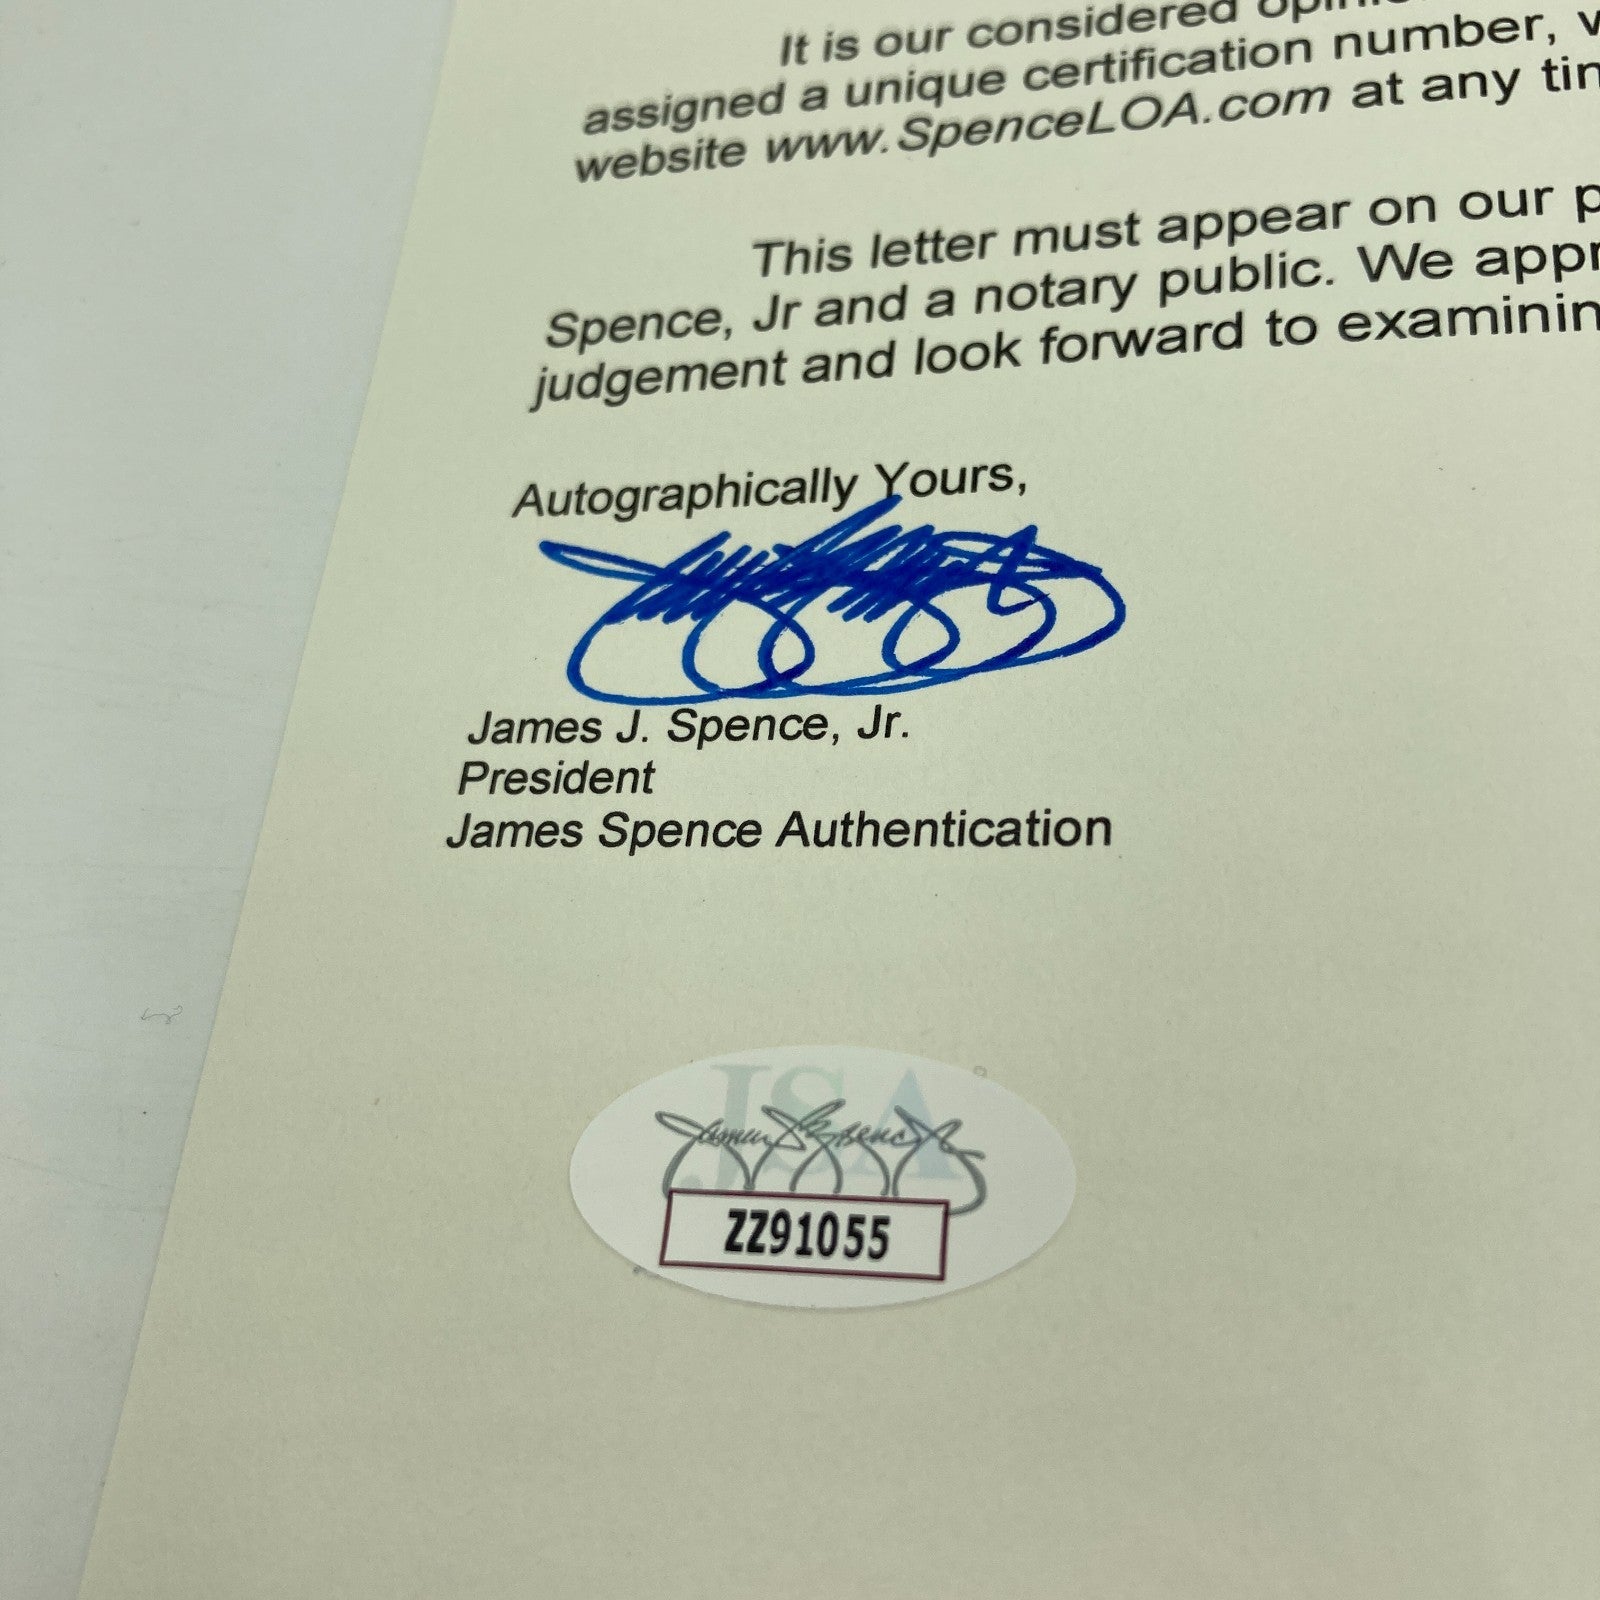 It is our considered
assigned a unique certification number,
website www.SpenceLOA.com at any
This letter must appear on our
Spence, Jr and a notary public. We
judgement and look forward to
Autographically Yours,
James J. Spence, Jr.
President
James Spence Authentication
JSA
James Spence
ZZ91055